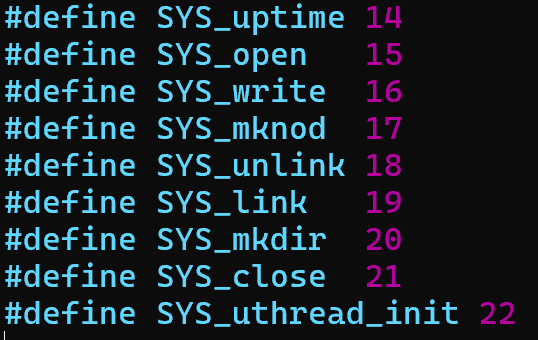 #define SYS_uptime 14
#define SYS_open   15
#define SYS_write  16
#define SYS_mknod  17
#define SYS_unlink 18
#define SYS_link   19
#define SYS_mkdir  20
#define SYS_close  21
#define SYS_uthread_init 22